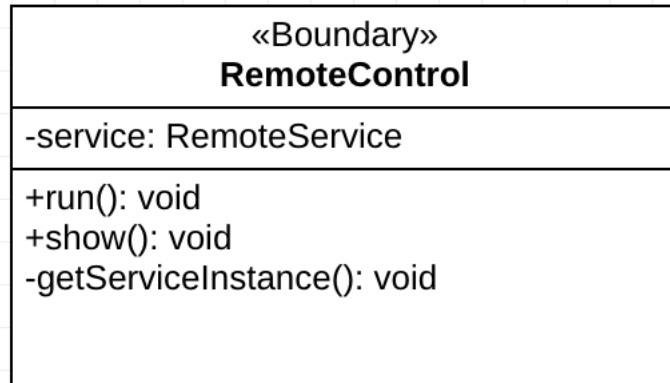 «Boundary»
RemoteControl
-service: RemoteService
+run(): void
+show(): void
-getServiceInstance(): void